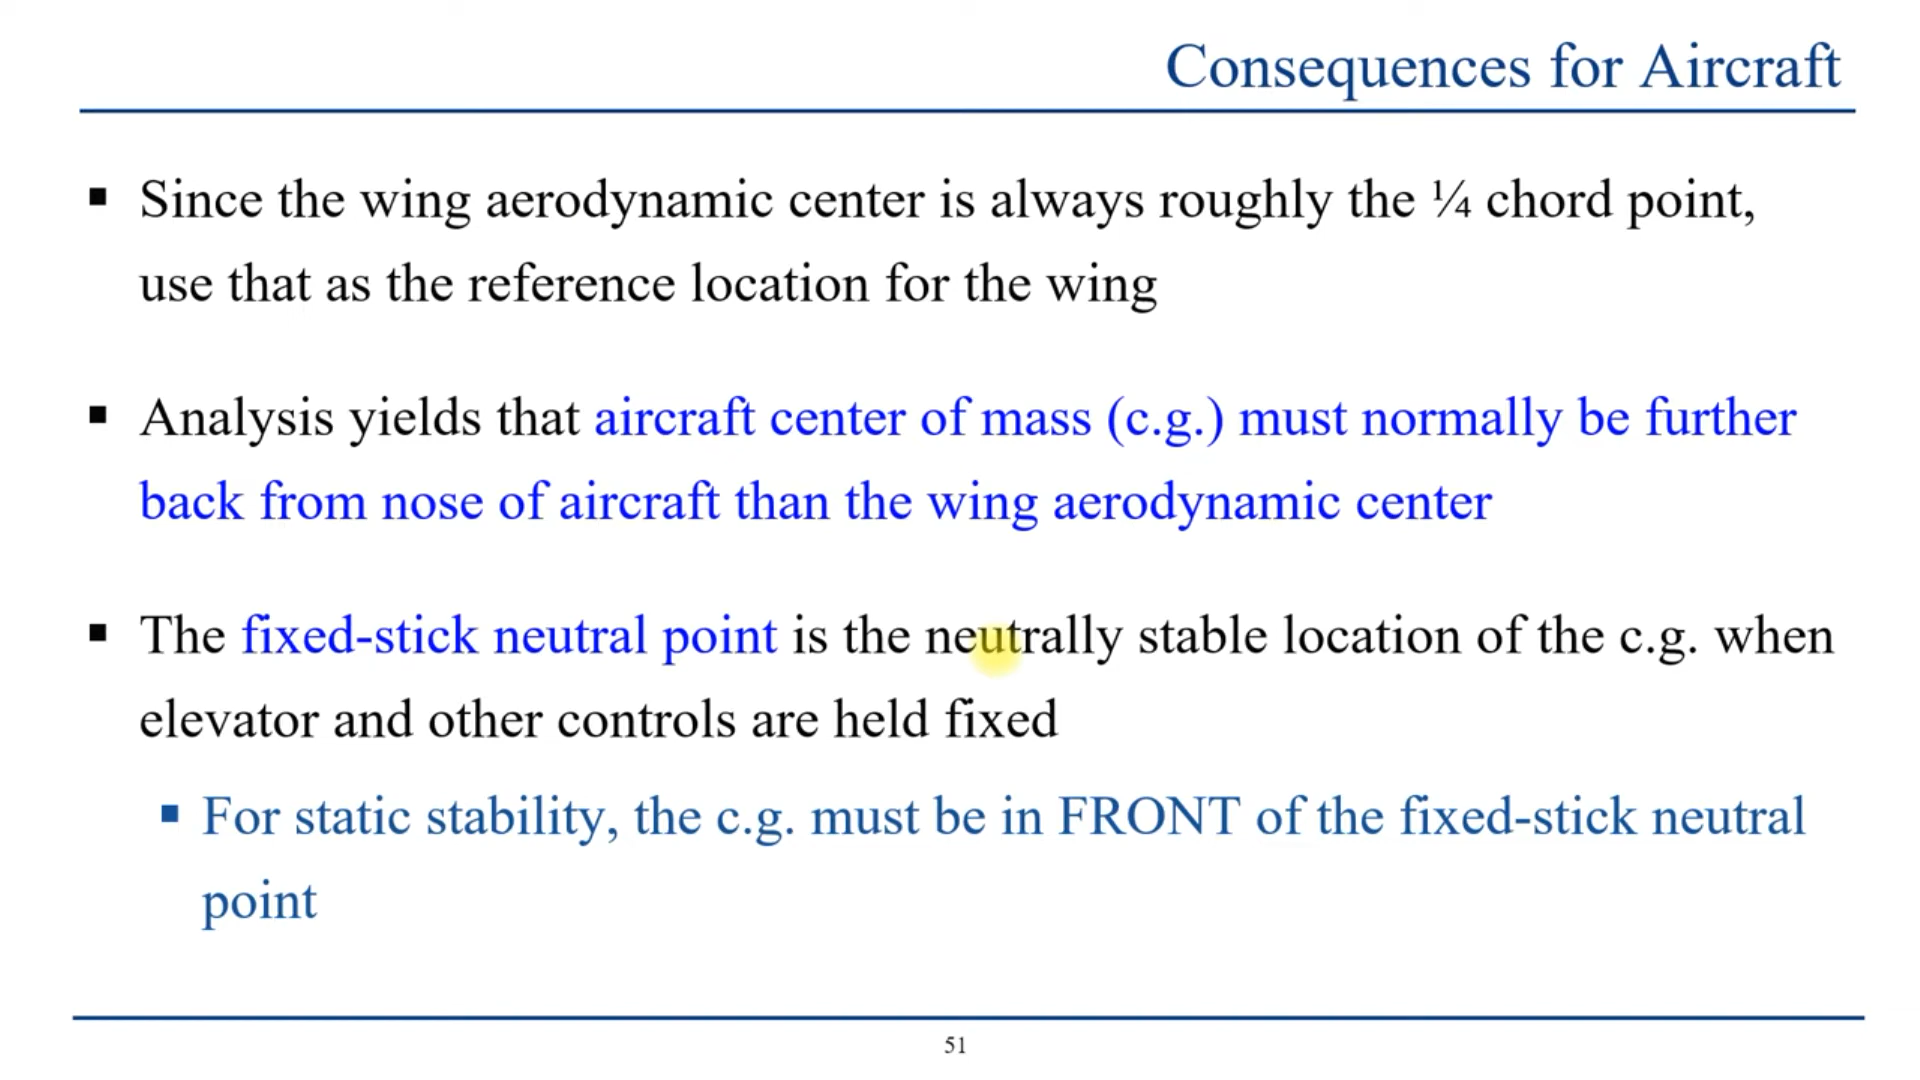 Consequences for Aircraft
▪ Since the wing aerodynamic center is always roughly the ¼ chord point,
use that as the reference location for the wing
▪ Analysis yields that aircraft center of mass (c.g.) must normally be further
back from nose of aircraft than the wing aerodynamic center
▪ The fixed-stick neutral point is the neutrally stable location of the c.g. when
elevator and other controls are held fixed
▪ For static stability, the c.g. must be in FRONT of the fixed-stick neutral
point
51